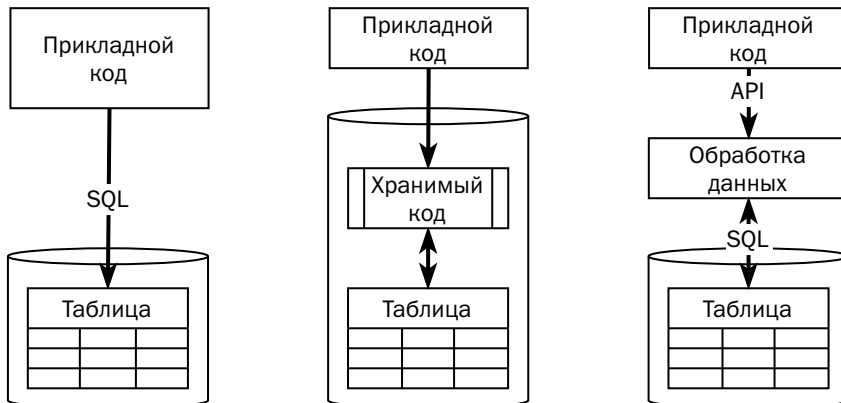 Прикладной
код
SQL
Таблица
Прикладной
код
Хранимый
код
Таблица
Прикладной
код
API
Обработка
данных
SQL
Таблица